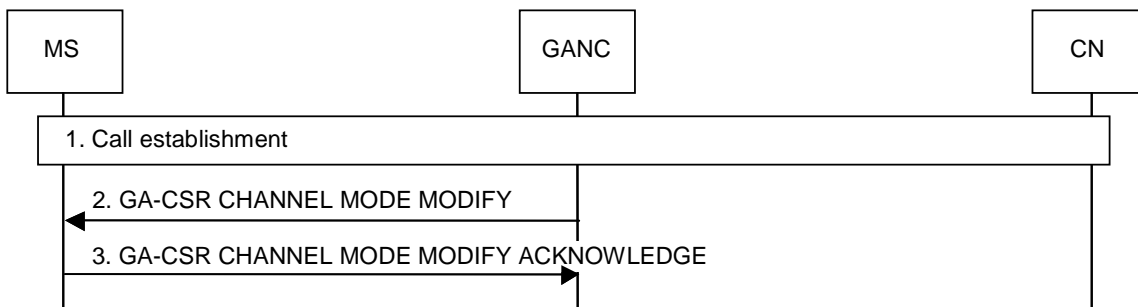 MS
GANC
CN
1. Call establishment
2. GA-CSR CHANNEL MODE MODIFY
3. GA-CSR CHANNEL MODE MODIFY ACKNOWLEDGE